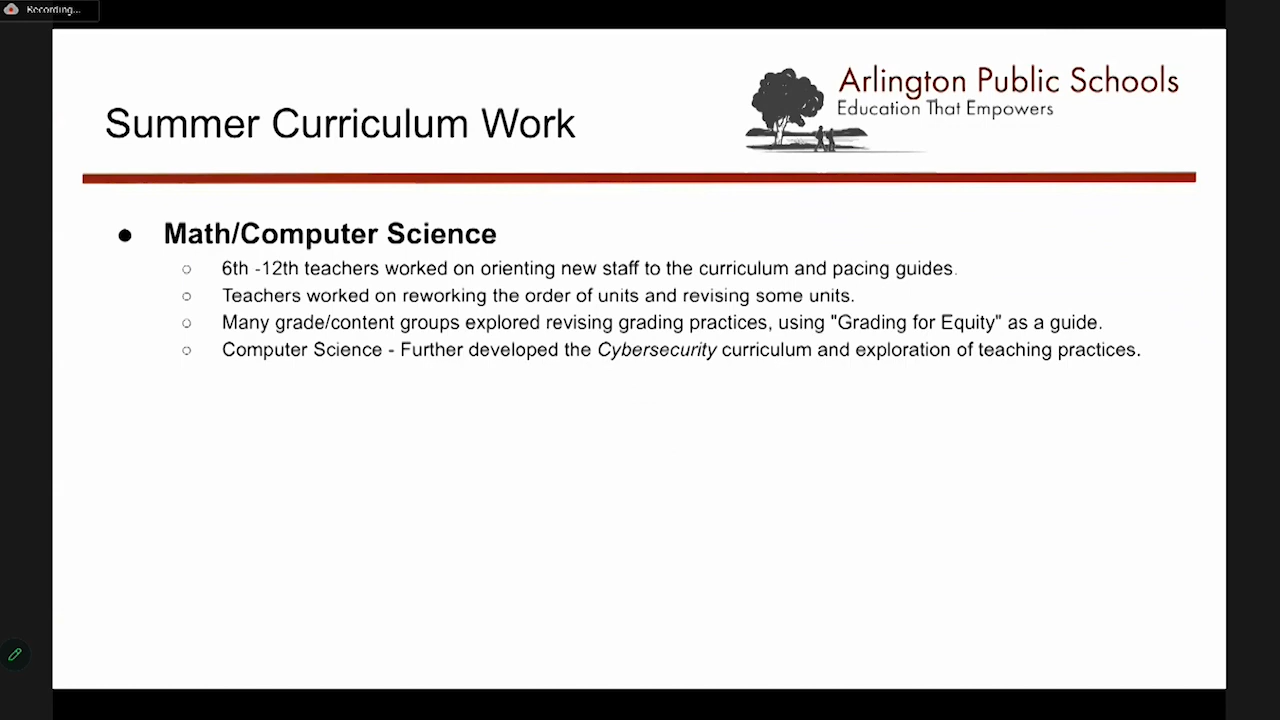 Recording...
Arlington Public Schools
Education That Empowers
Summer Curriculum Work
● Math/Computer Science
○ 6th -12th teachers worked on orienting new staff to the curriculum and pacing guides.
○ Teachers worked on reworking the order of units and revising some units.
○ Many grade/content groups explored revising grading practices, using "Grading for Equity" as a guide.
○ Computer Science - Further developed the Cybersecurity curriculum and exploration of teaching practices.